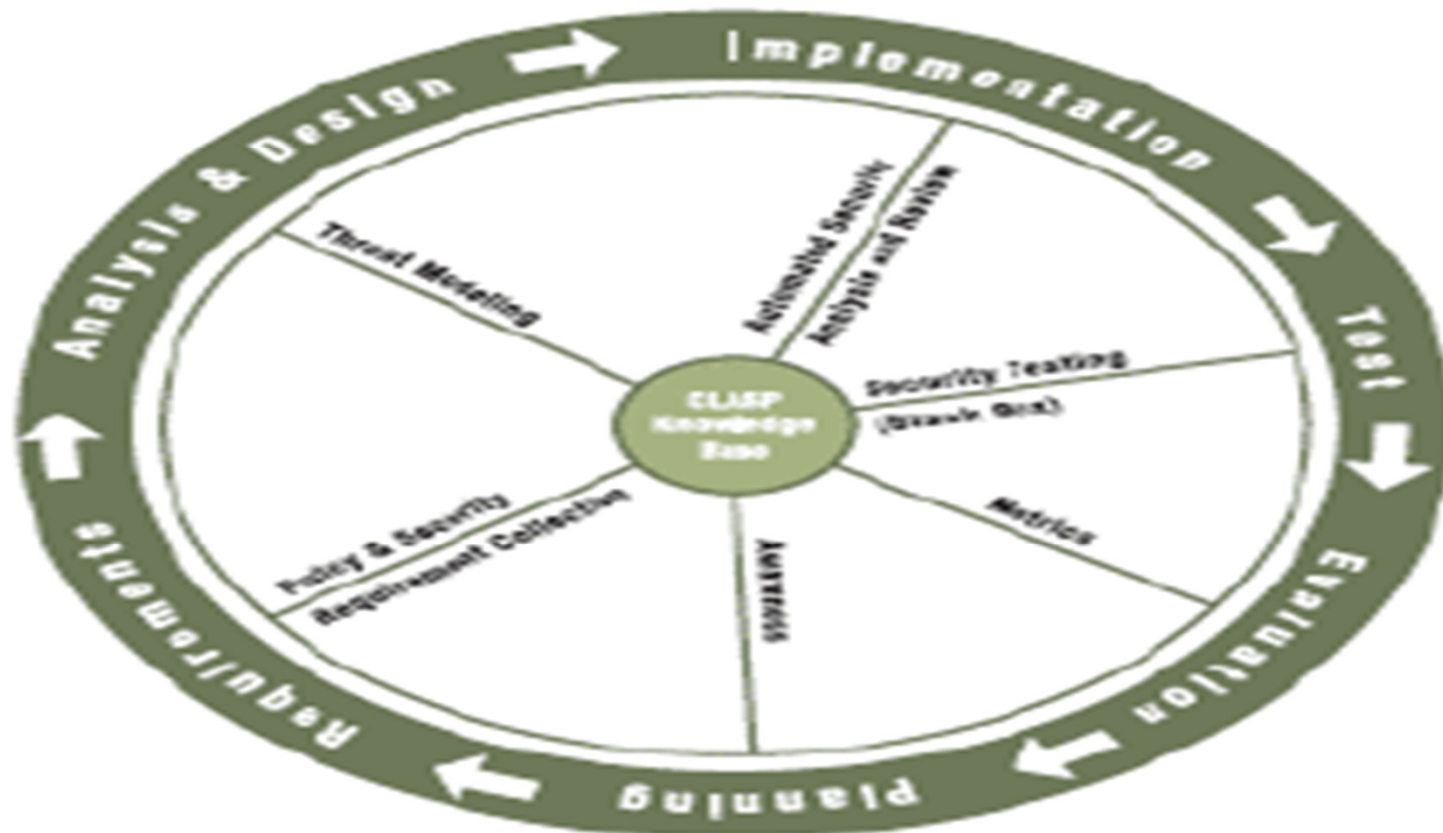 Implementation
Test
Evaluation
Planning
Requirements
Analysis & Design
Threat Modeling
Automated Security
Analysis and Review
Security Testing
Metrics
Awareness
Policy & Security
Requirement Collective
CLASP
Knowledge
Base